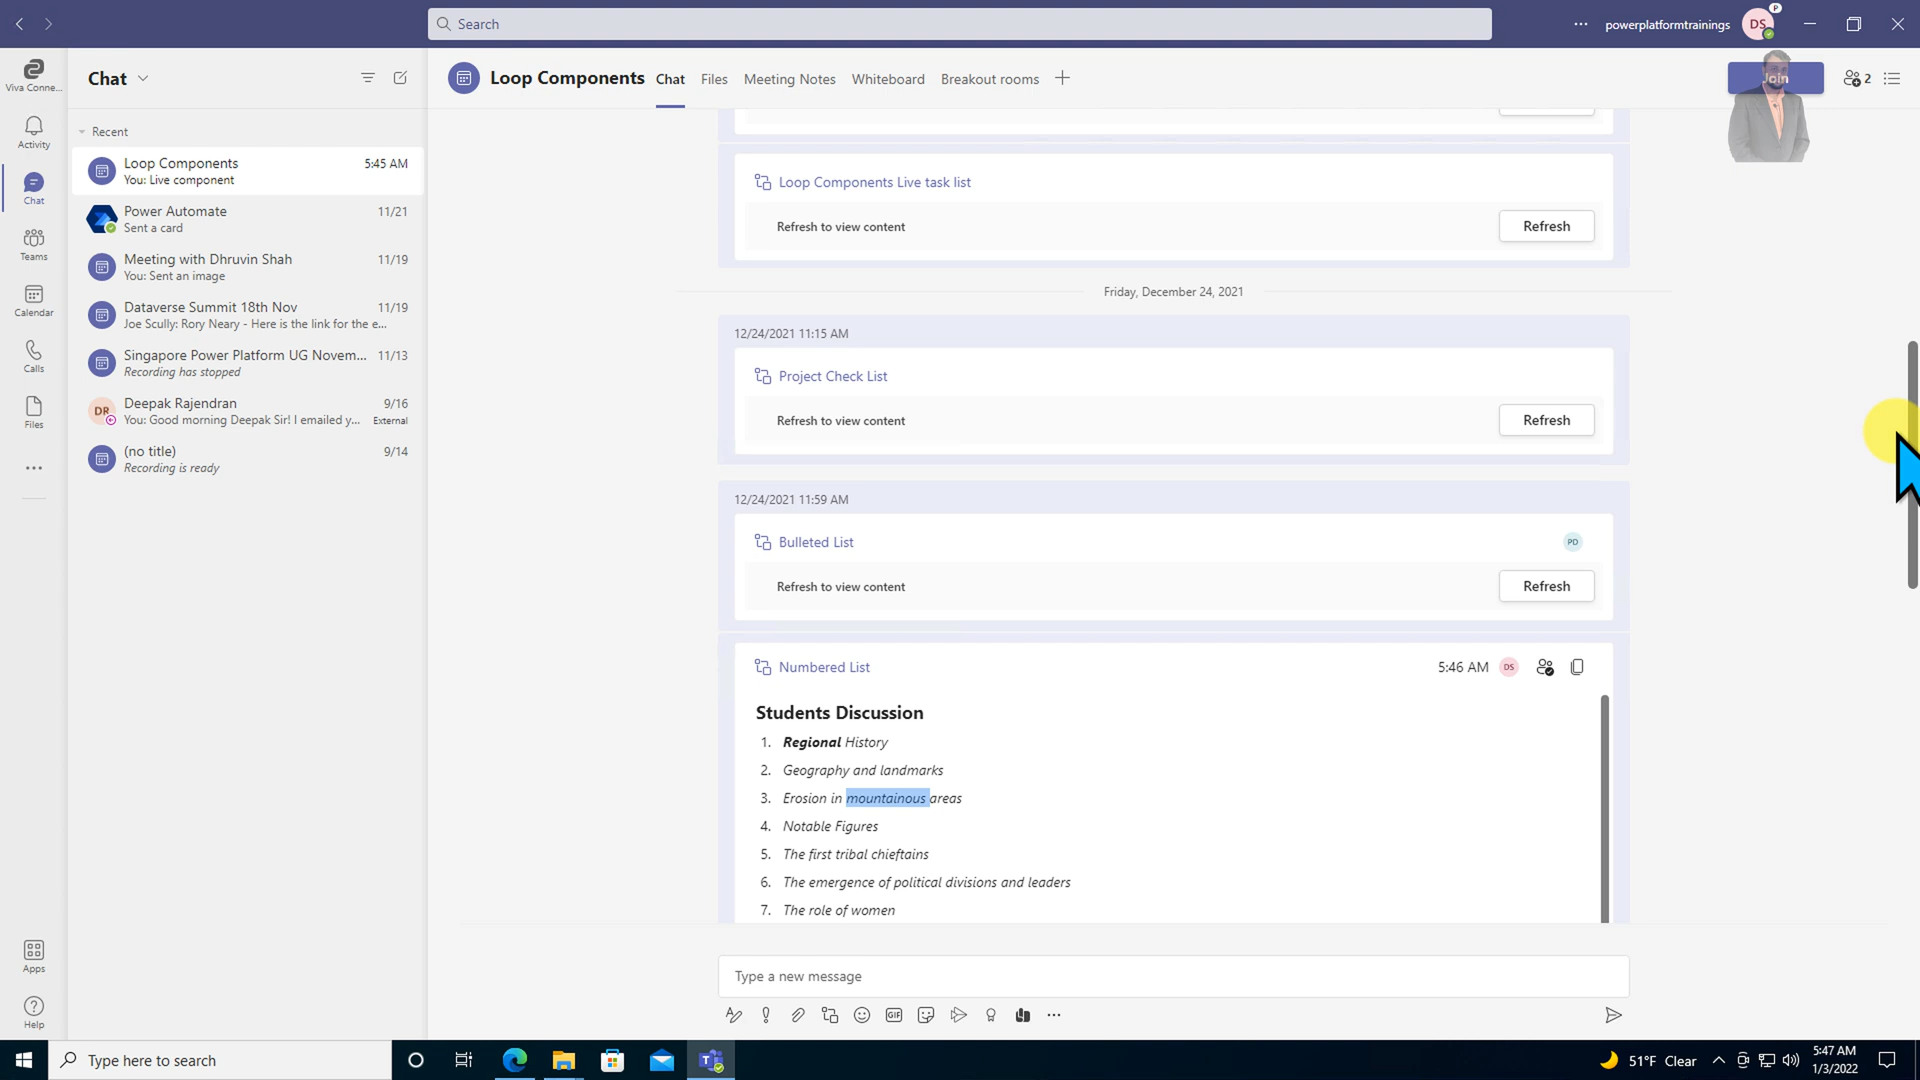 Search
powerplatformtrainings
DS
P
Viva Conne...
Chat
Loop Components
Chat
Files
Meeting Notes
Whiteboard
Breakout rooms
Join
2
Activity
Chat
Teams
Calendar
Calls
Files
Apps
Help
Recent
Loop Components
5:45 AM
You: Live component
Power Automate
11/21
Sent a card
Meeting with Dhruvin Shah
11/19
You: Sent an image
Dataverse Summit 18th Nov
11/19
Joe Scully: Rory Neary - Here is the link for the e...
Singapore Power Platform UG Novem...
11/13
Recording has stopped
DR
Deepak Rajendran
9/16
You: Good morning Deepak Sir! I emailed y...
External
(no title)
9/14
Recording is ready
Loop Components Live task list
Refresh to view content
Refresh
Friday, December 24, 2021
12/24/2021 11:15 AM
Project Check List
Refresh to view content
Refresh
12/24/2021 11:59 AM
Bulleted List
PD
Refresh to view content
Refresh
Numbered List
5:46 AM
DS
Students Discussion
1. Regional History
2. Geography and landmarks
3. Erosion in mountainous areas
4. Notable Figures
5. The first tribal chieftains
6. The emergence of political divisions and leaders
7. The role of women
Type a new message
GIF
Type here to search
51°F Clear
5:47 AM
1/3/2022